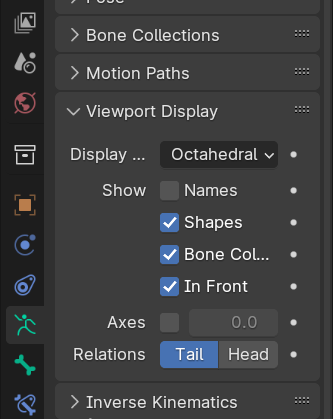 Bone Collections
Motion Paths
Viewport Display
Display ... Octahedral
Show Names
Shapes
Bone Col...
In Front
Axes 0.0
Relations Tail Head
Inverse Kinematics